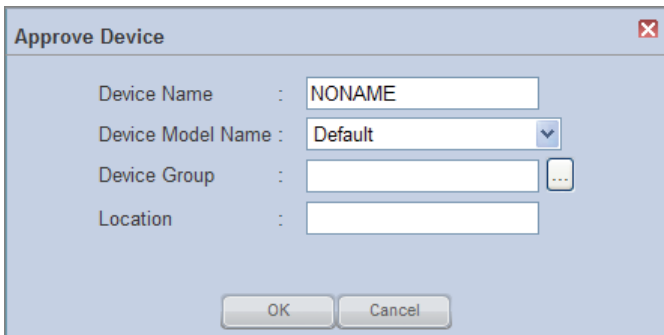 Approve Device
Device Name : NONAME
Device Model Name : Default
Device Group : ...
Location :
OK Cancel